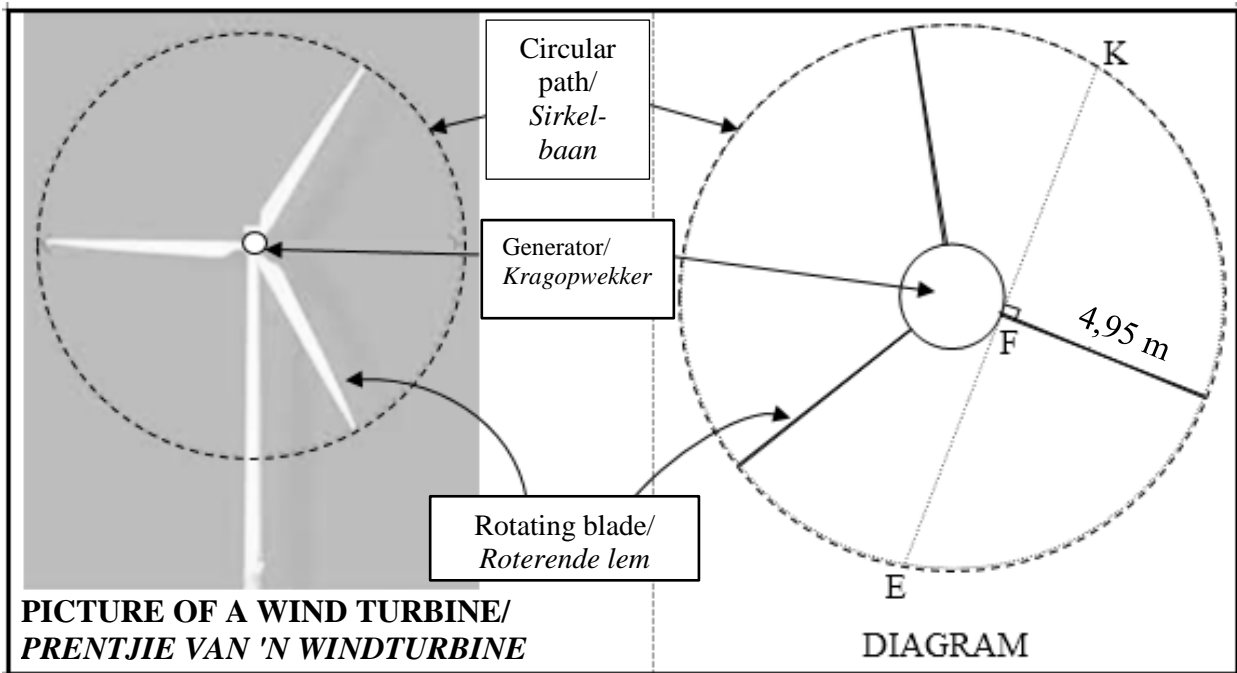 Circular
path/
Sirkel-
baan
K
Generator/
Kragopwekker
4,95 m
F
Rotating blade/
Roterende lem
E
PICTURE OF A WIND TURBINE/
PRENTJIE VAN 'N WINDTURBINE
DIAGRAM